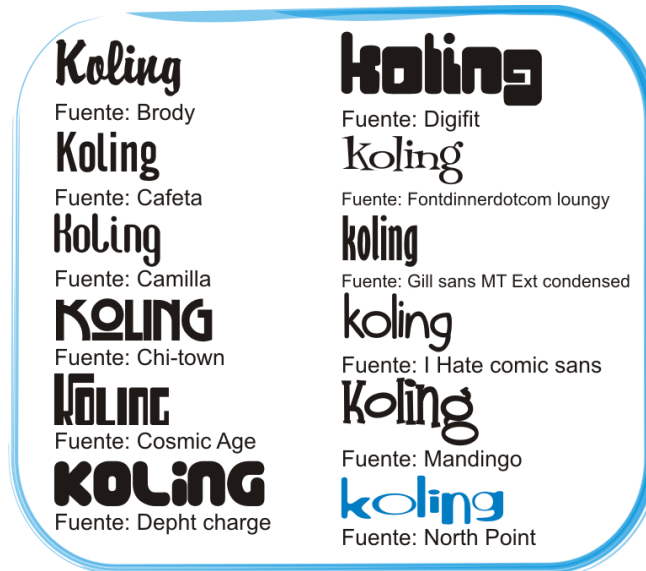 Koling
Fuente: Brody
Koling
Fuente: Cafeta
Koling
Fuente: Camilla
KOLING
Fuente: Chi-town
KOLING
Fuente: Cosmic Age
KOLiNG
Fuente: Depht charge
koling
Fuente: Digifit
koling
Fuente: Fontdinnerdotcom loungy
koling
Fuente: Gill sans MT Ext condensed
koling
Fuente: I Hate comic sans
Koling
Fuente: Mandingo
koling
Fuente: North Point